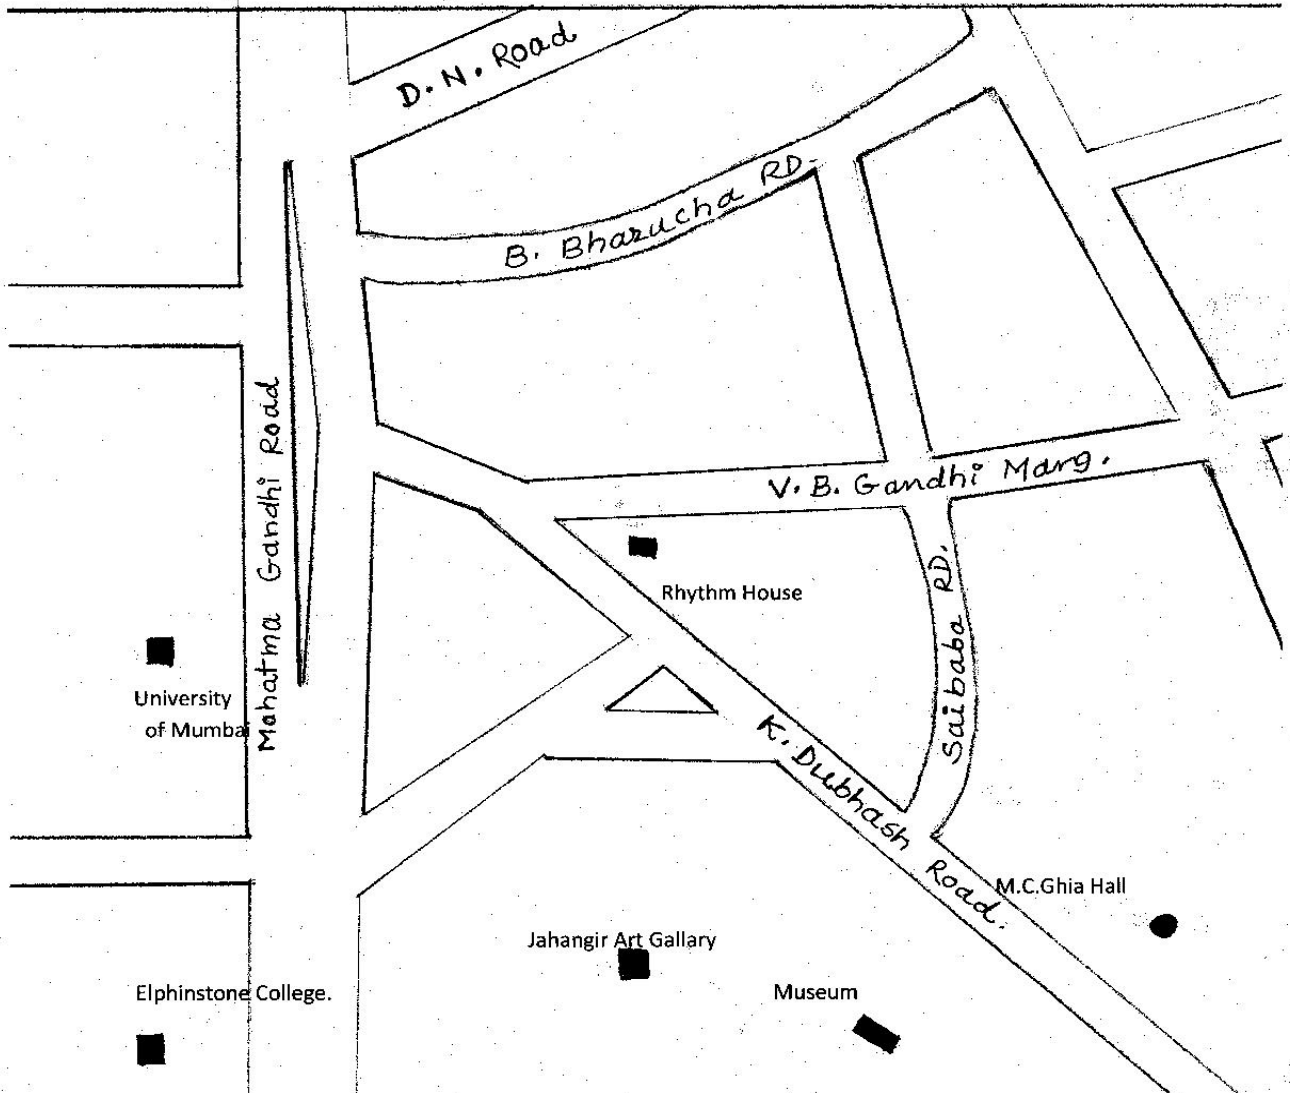 D. N. Road
B. Bharucha RD.
Mahatma Gandhi Road
V. B. Gandhi Marg.
Rhythm House
Saibaba RD.
University
of Mumbai
K. Dubhash Road.
M.C.Ghia Hall
Jahangir Art Gallary
Elphinstone College.
Museum